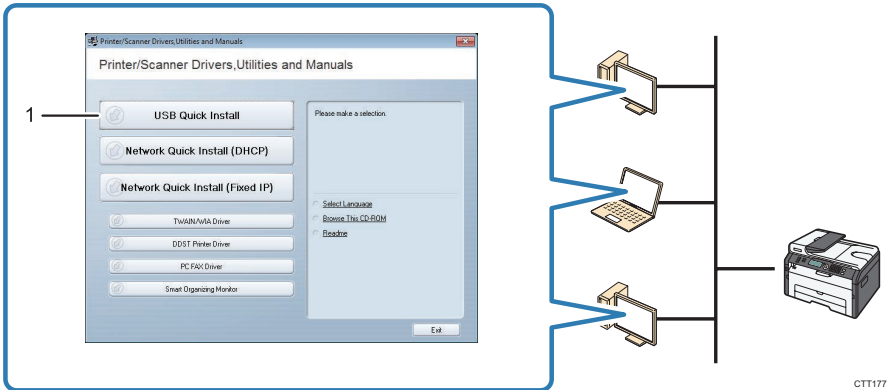 Printer/Scanner Drivers,Utilities and Manuals
Printer/Scanner Drivers,Utilities and Manuals
1
USB Quick Install
Network Quick Install (DHCP)
Network Quick Install (Fixed IP)
TWAIN/WIA Driver
DDST Printer Driver
PC FAX Driver
Smart Organizing Monitor
Please make a selection.
Select Language
Browse This CD-ROM
Readme
Exit
CTT177